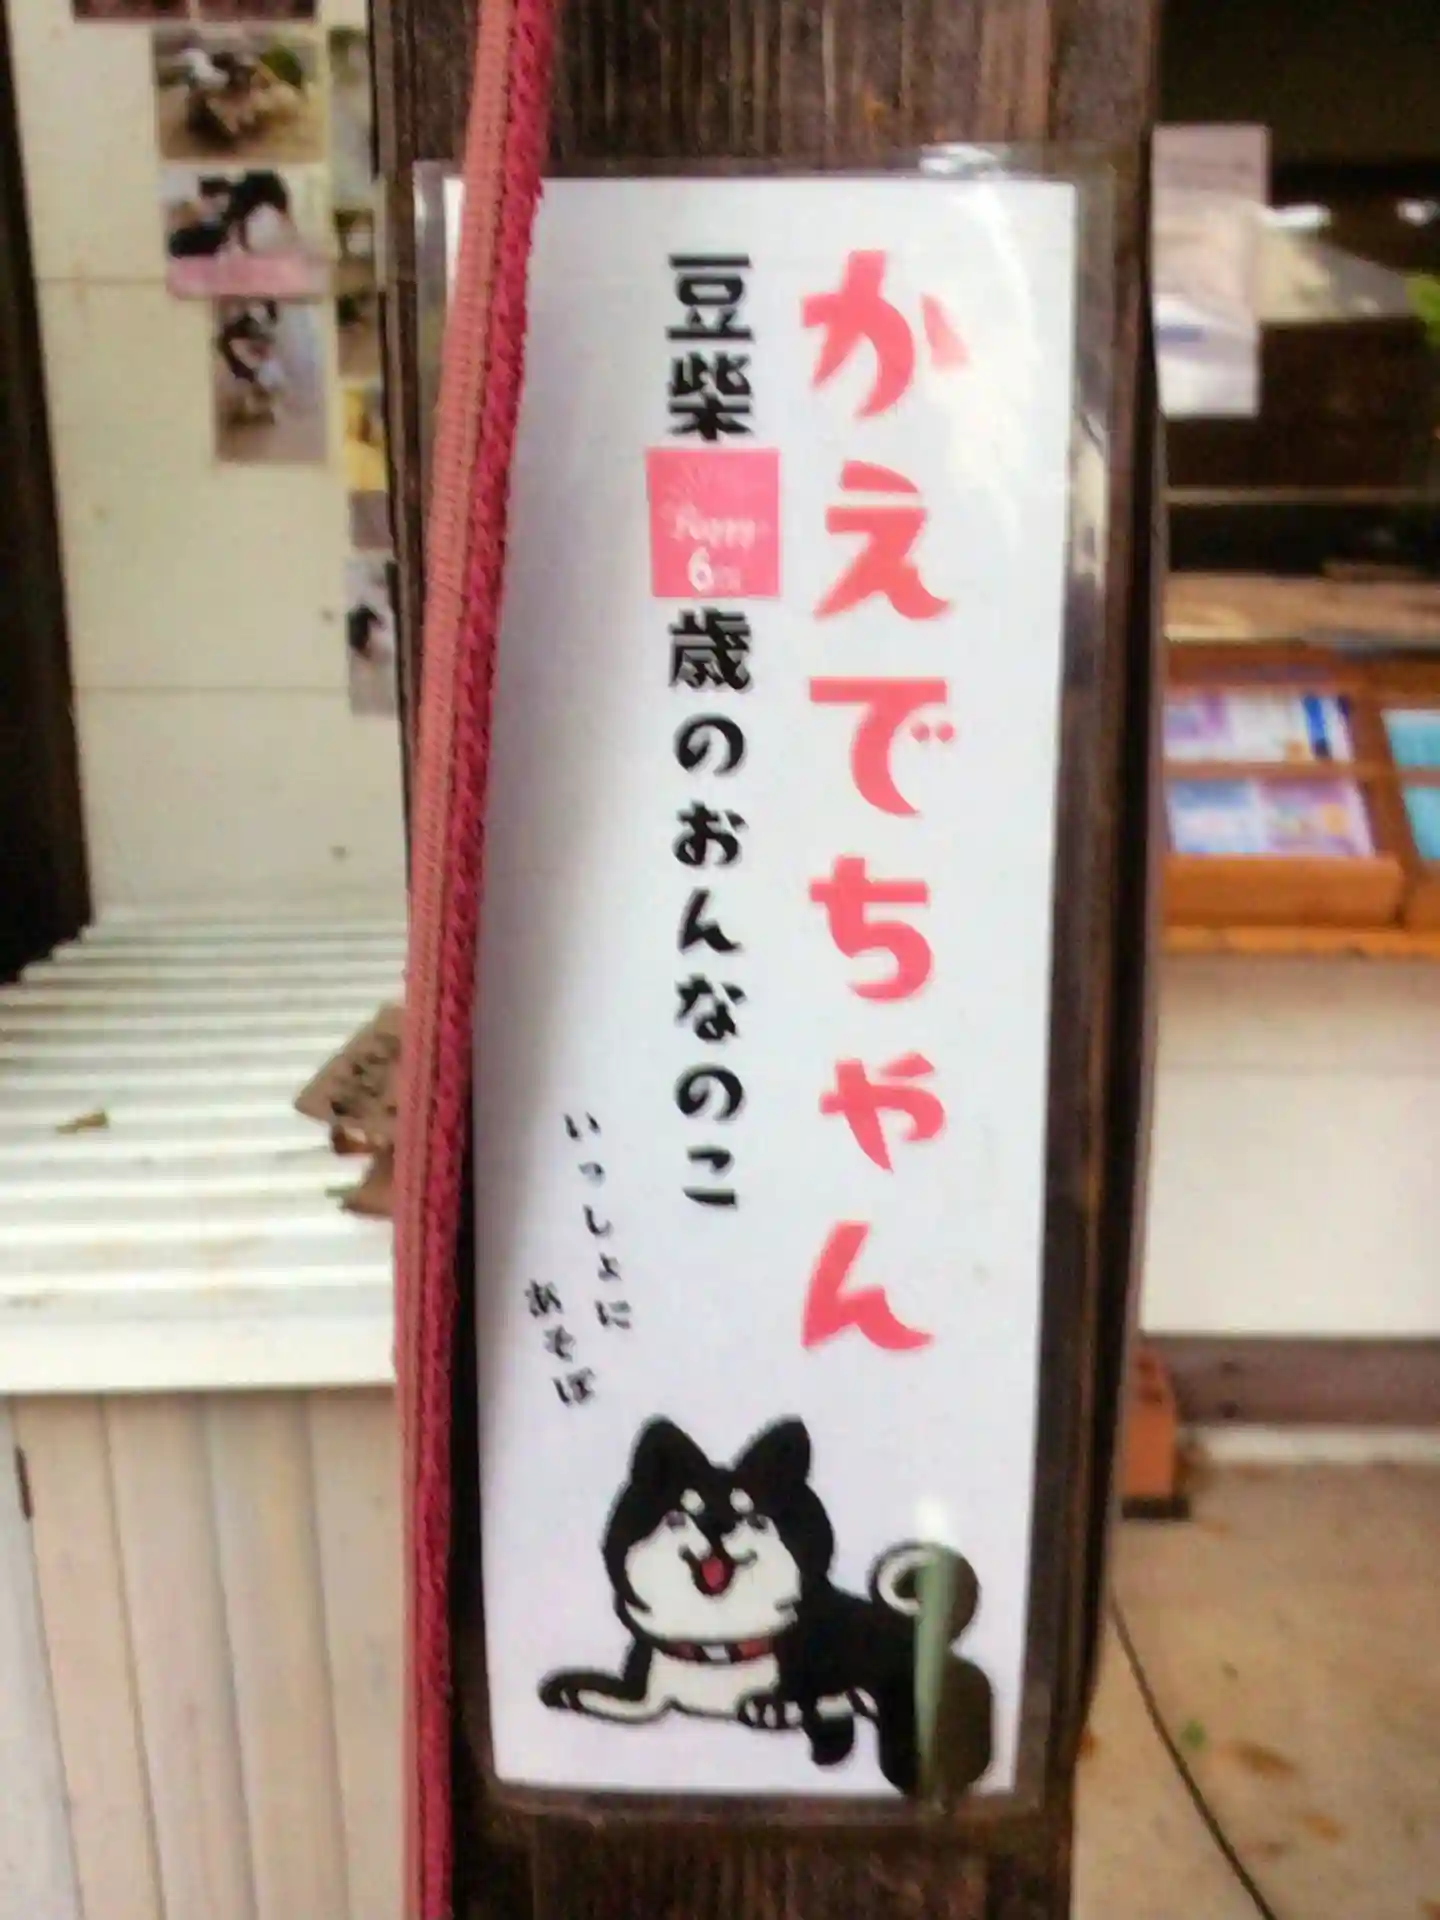 かえでちゃん
豆柴6歳のおんなのこ
いっしょに
あそぼ